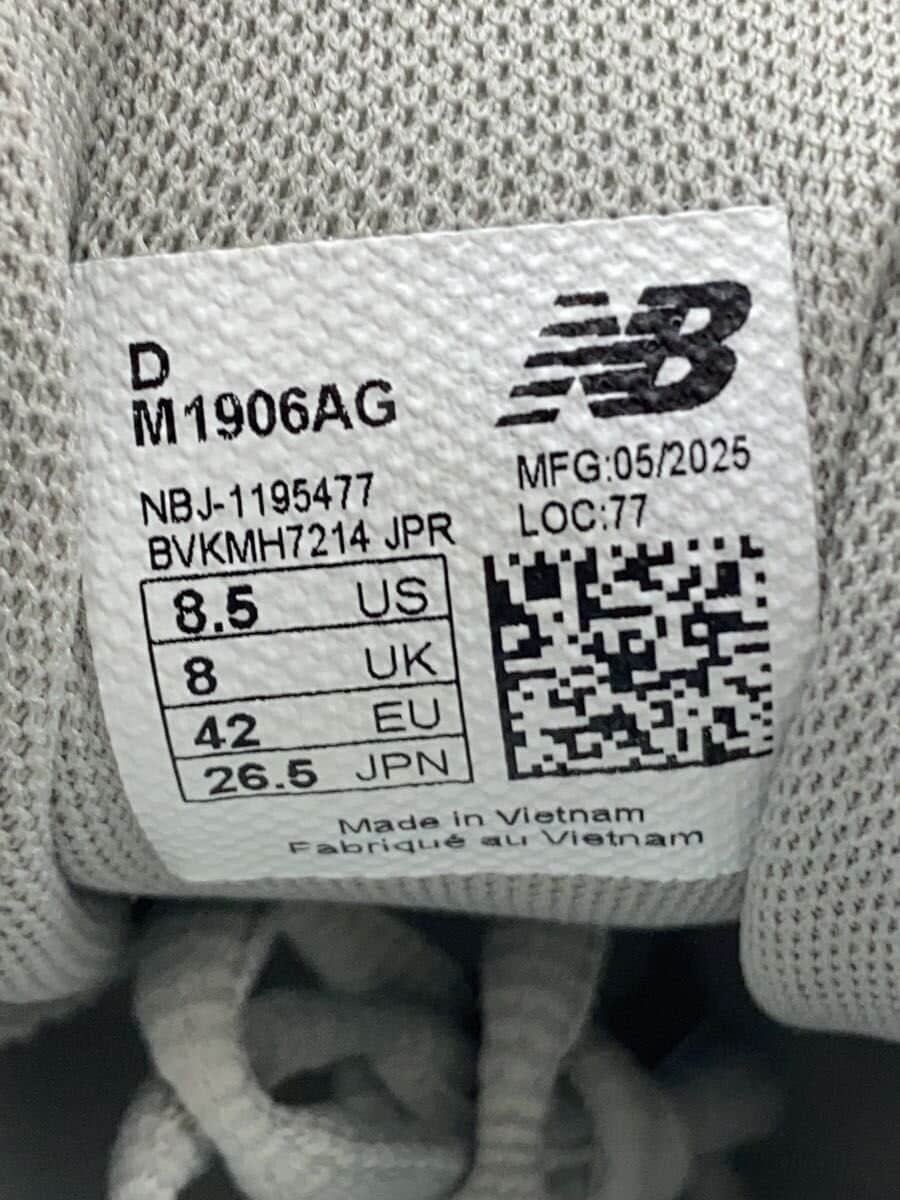 D
M1906AG
NBJ-1195477
BVKMH7214 JPR
8.5 US
8 UK
42 EU
26.5 JPN
NB
MFG:05/2025
LOC:77
Made in Vietnam
Fabriqué au Vietnam